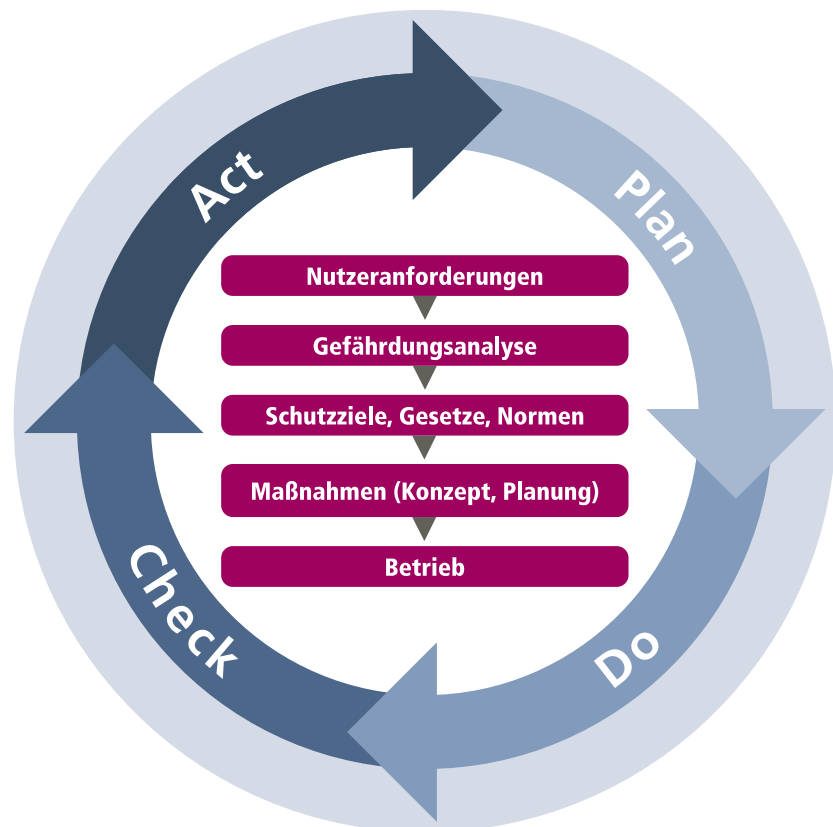 Act
Plan
Nutzeranforderungen
Gefährdungsanalyse
Schutzziele, Gesetze, Normen
Maßnahmen (Konzept, Planung)
Betrieb
Check
Do